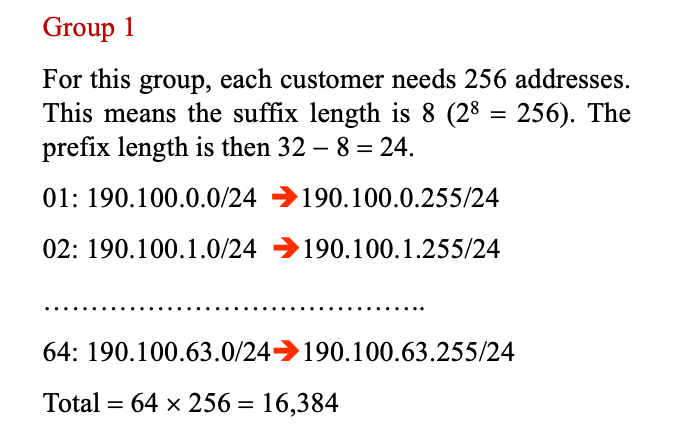 Group 1
For this group, each customer needs 256 addresses.
This means the suffix length is 8 (2⁸ = 256). The
prefix length is then 32 – 8 = 24.
01: 190.100.0.0/24 ➔190.100.0.255/24
02: 190.100.1.0/24 ➔190.100.1.255/24
…………………………………..
64: 190.100.63.0/24➔190.100.63.255/24
Total = 64 × 256 = 16,384